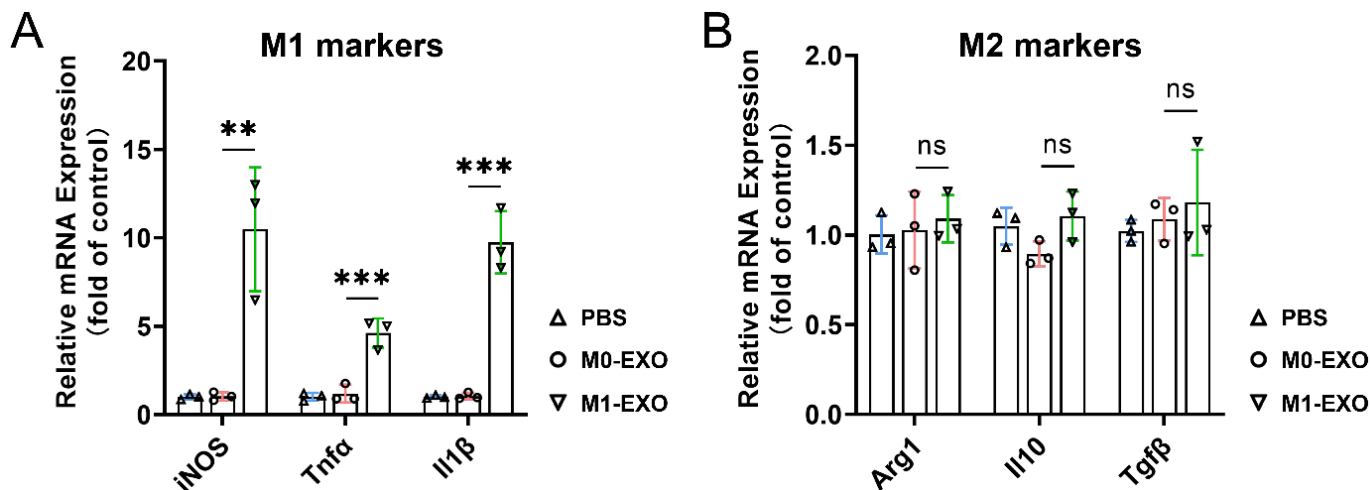 A
M1 markers
Relative mRNA Expression
(fold of control)
20
15
10
5
0
**
***
***
iNOS
Tnfα
Il1β
PBS
M0-EXO
M1-EXO
B
M2 markers
Relative mRNA Expression
(fold of control)
2.0
1.5
1.0
0.5
0.0
ns
ns
ns
Arg1
Il10
Tgfβ
PBS
M0-EXO
M1-EXO